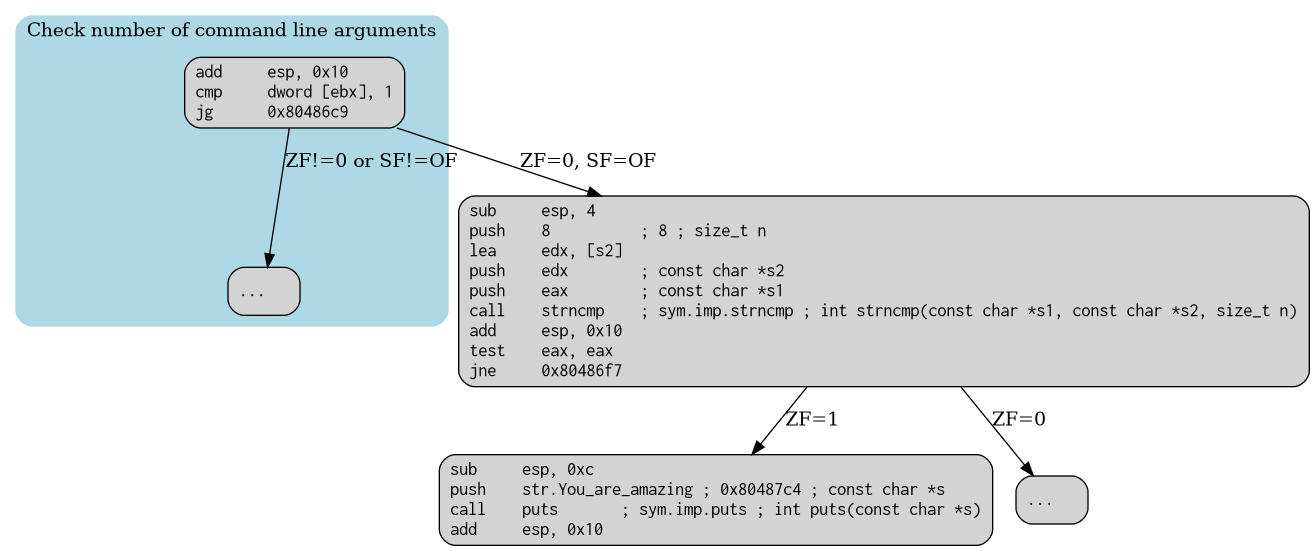 Check number of command line arguments
add     esp, 0x10
cmp     dword [ebx], 1
jg      0x80486c9
ZF!=0 or SF!=OF
ZF=0, SF=OF
...
sub     esp, 4
push    8          ; 8 ; size_t n
lea     edx, [s2]
push    edx        ; const char *s2
push    eax        ; const char *s1
call    strncmp    ; sym.imp.strncmp ; int strncmp(const char *s1, const char *s2, size_t n)
add     esp, 0x10
test    eax, eax
jne     0x80486f7
ZF=1
ZF=0
sub     esp, 0xc
push    str.You_are_amazing ; 0x80487c4 ; const char *s
call    puts       ; sym.imp.puts ; int puts(const char *s)
add     esp, 0x10
...